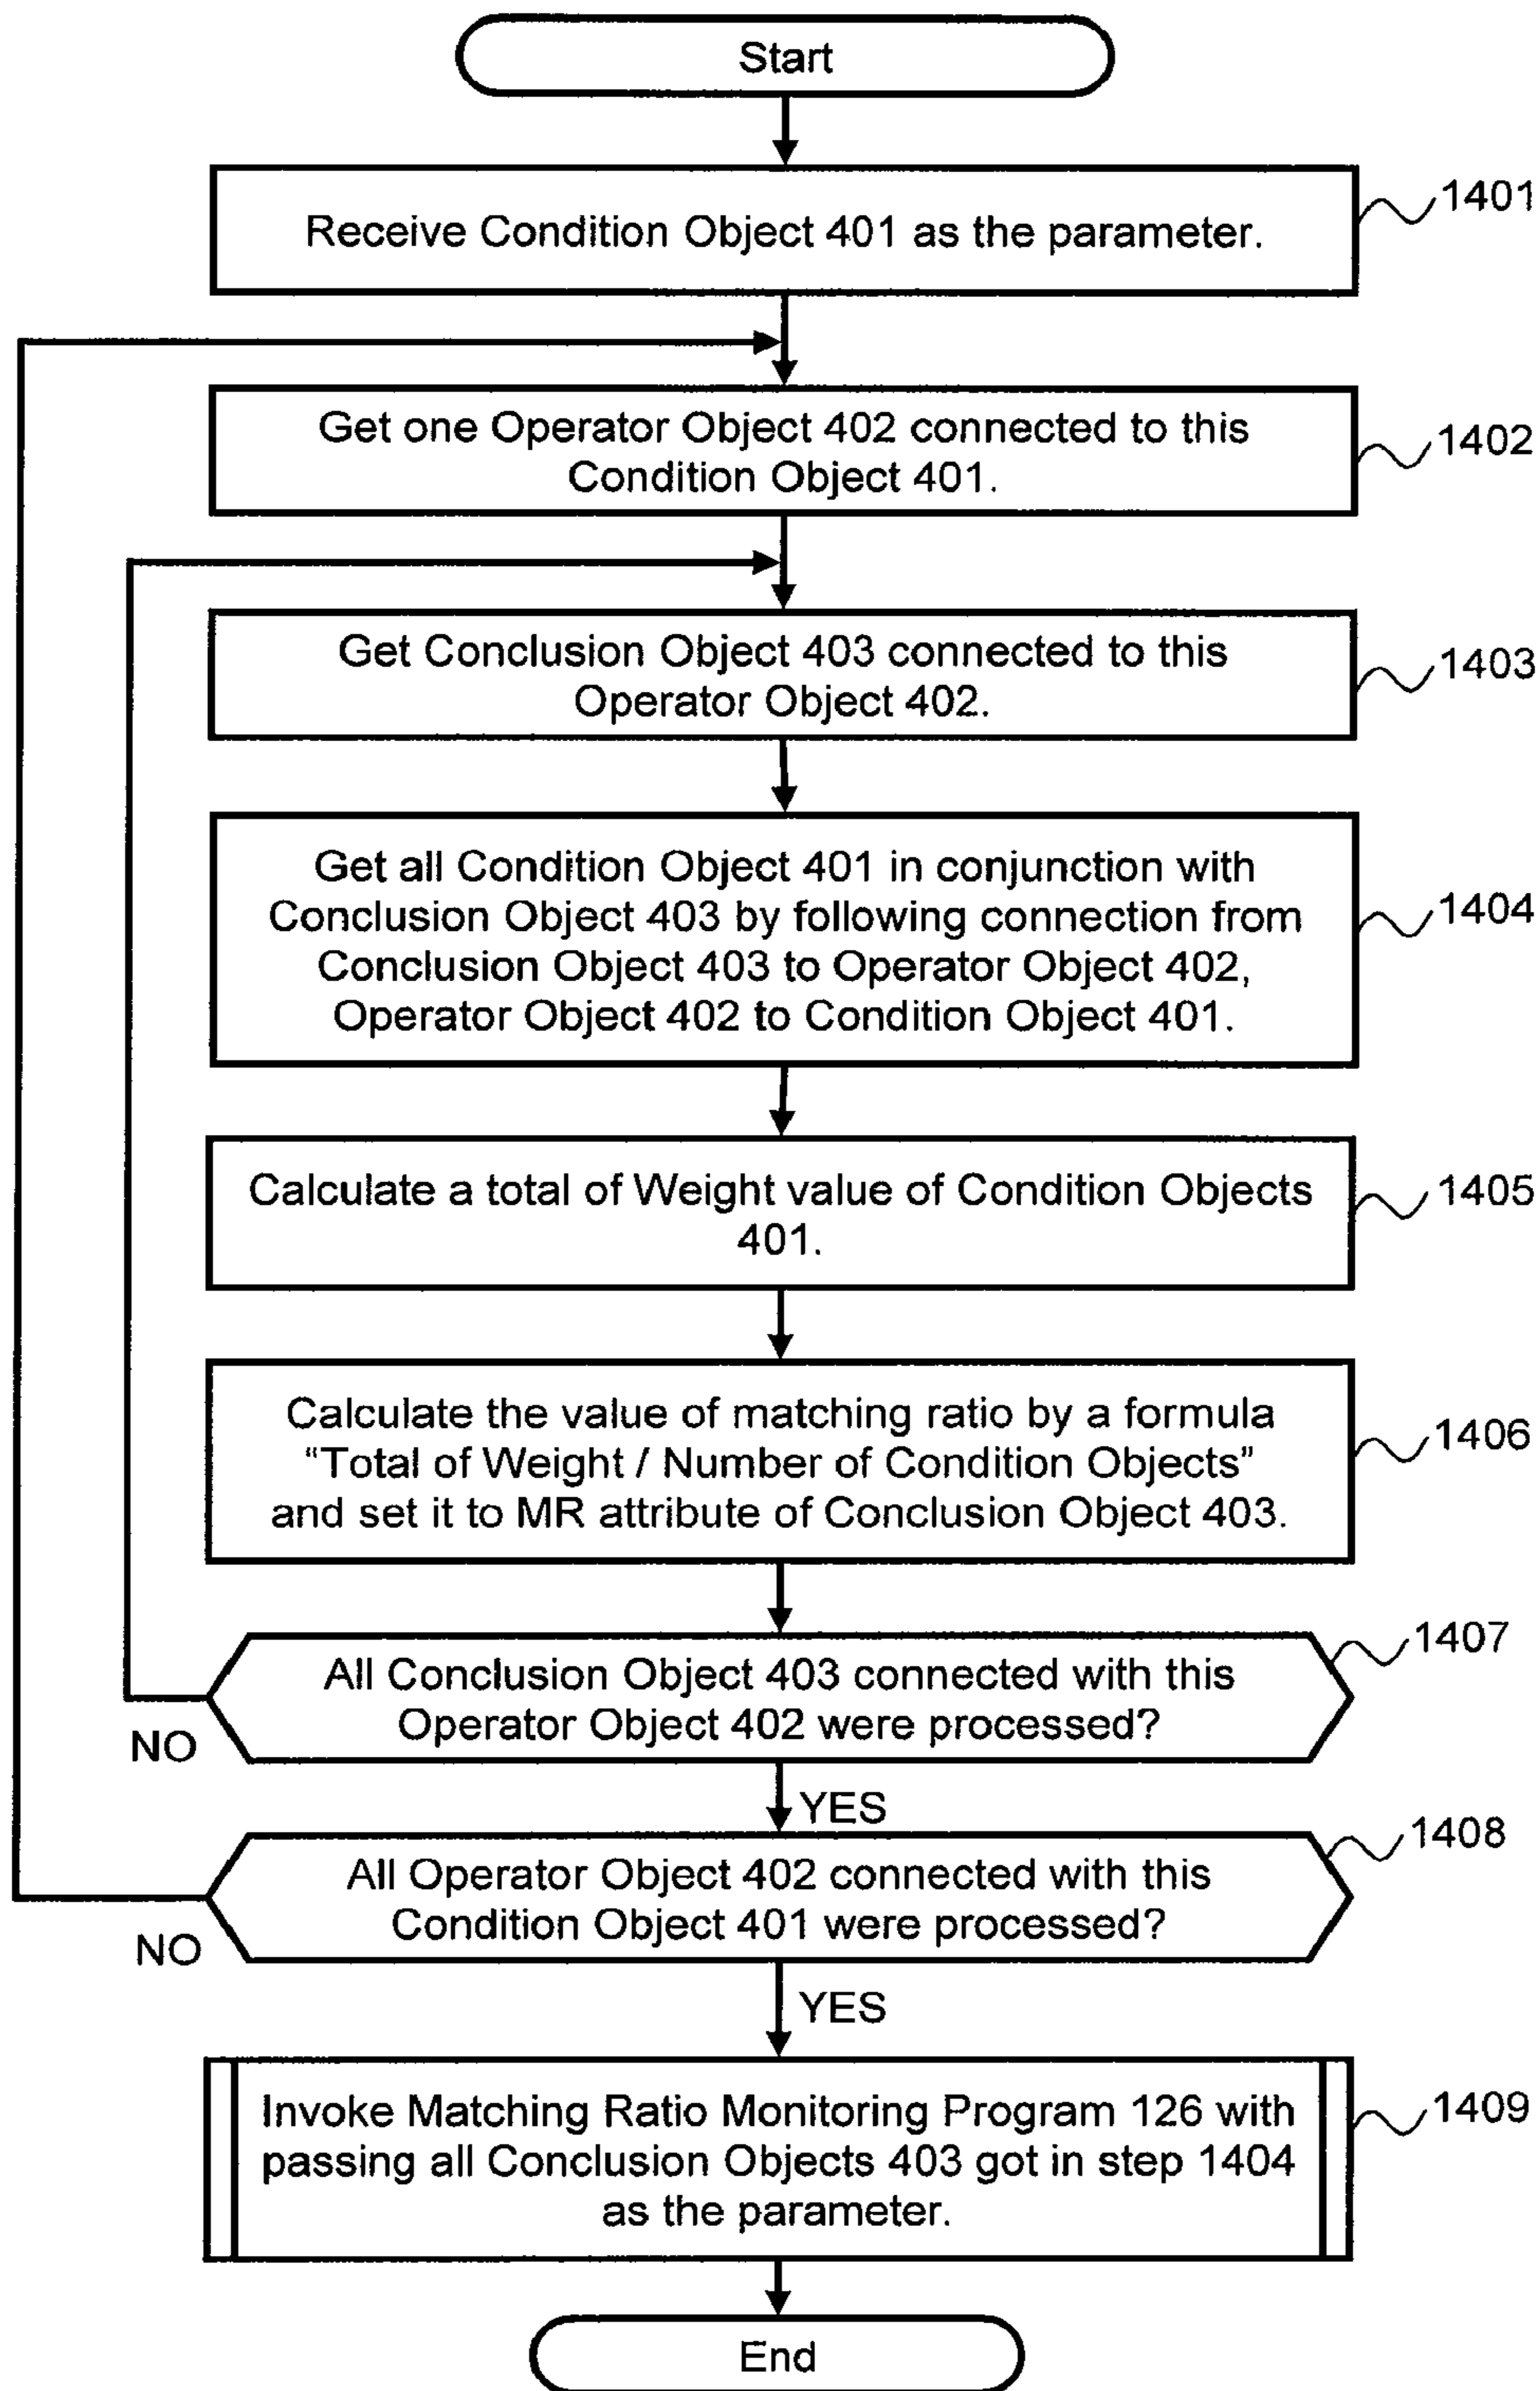 Start
Receive Condition Object 401 as the parameter.
1401
Get one Operator Object 402 connected to this
Condition Object 401.
1402
Get Conclusion Object 403 connected to this
Operator Object 402.
1403
Get all Condition Object 401 in conjunction with
Conclusion Object 403 by following connection from
Conclusion Object 403 to Operator Object 402,
Operator Object 402 to Condition Object 401.
1404
Calculate a total of Weight value of Condition Objects
401.
1405
Calculate the value of matching ratio by a formula
“Total of Weight / Number of Condition Objects”
and set it to MR attribute of Conclusion Object 403.
1406
All Conclusion Object 403 connected with this
Operator Object 402 were processed?
1407
NO
YES
All Operator Object 402 connected with this
Condition Object 401 were processed?
1408
NO
YES
Invoke Matching Ratio Monitoring Program 126 with
passing all Conclusion Objects 403 got in step 1404
as the parameter.
1409
End